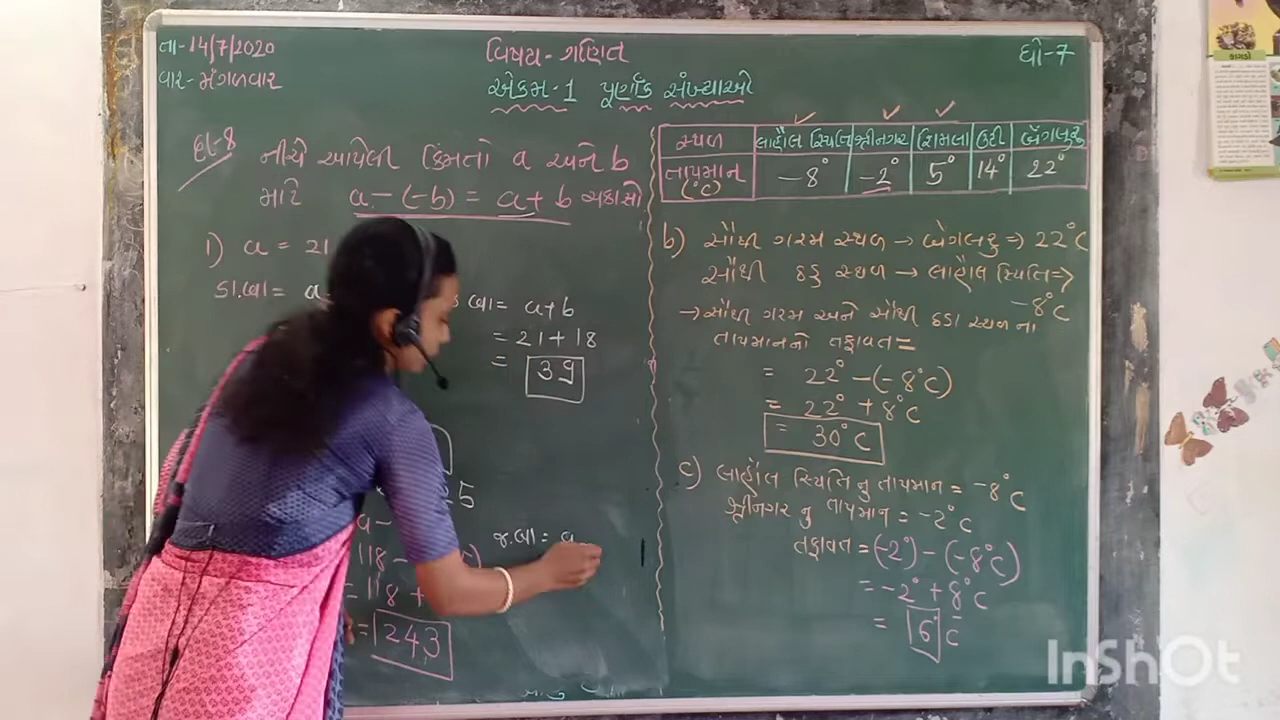 તા-14/7/2020
વાર-મંગળવાર
વિષય-ગણિત
એકમ-1 પૂર્ણાંક સંખ્યાઓ
ધો-7
દા-8 નીચે આપેલી કિંમતો a અને b
માટે a-(-b) = a+b ચકાસો
1) a = 21
ડા.બા = a
બા = a+b
= 21+18
= 39
5
a-
118-
118+
= 243
જ.બા = a
સ્થળ લાહૌલ સ્પિતિ શ્રીનગર શિમલા ઉટી બેંગલુરુ
તાપમાન (°C) -8° -2° 5° 14° 22°
b) સૌથી ગરમ સ્થળ → બેંગલુરુ ⇒ 22°C
સૌથી ઠંડુ સ્થળ → લાહૌલ સ્પિતિ ⇒
-8°C
→ સૌથી ગરમ અને સૌથી ઠંડા સ્થળ ના
તાપમાનનો તફાવત =
= 22° -(-8°C)
= 22° + 8°C
= 30°C
c) લાહૌલ સ્પિતિ નુ તાપમાન = -8°C
શ્રીનગર નુ તાપમાન = -2°C
તફાવત = (-2°) - (-8°C)
= -2° + 8°C
= 6°C
કાગડો
InShOt